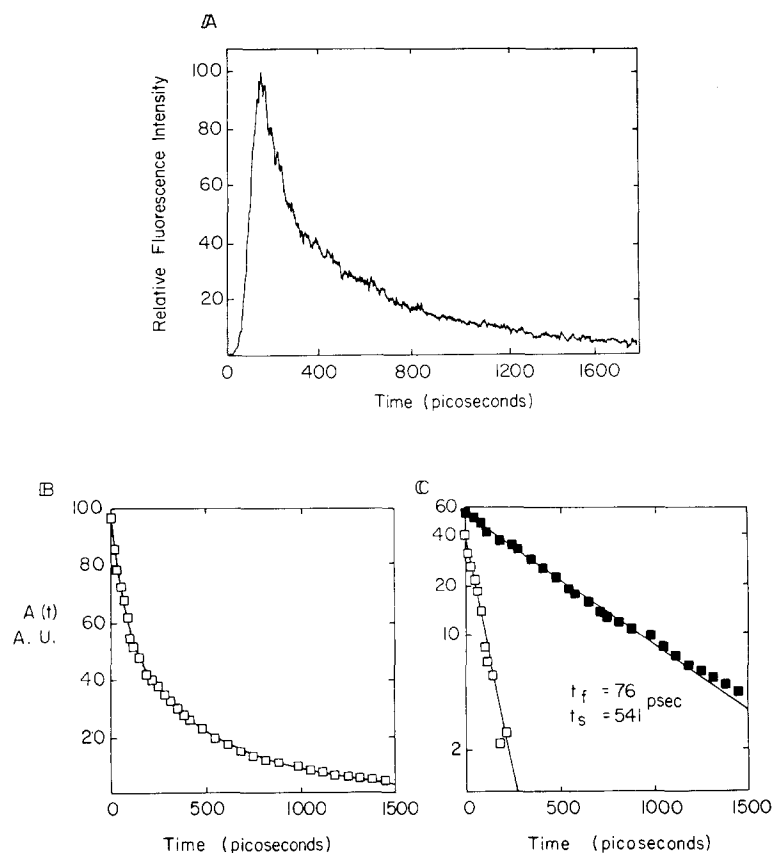 A
Relative Fluorescence Intensity
100
80
60
40
20
0 400 800 1200 1600
Time (picoseconds)
B
A(t)
A. U.
100
80
60
40
20
0 500 1000 1500
Time (picoseconds)
C
60
40
20
10
2
t_f = 76 psec
t_s = 541
0 500 1000 1500
Time (picoseconds)